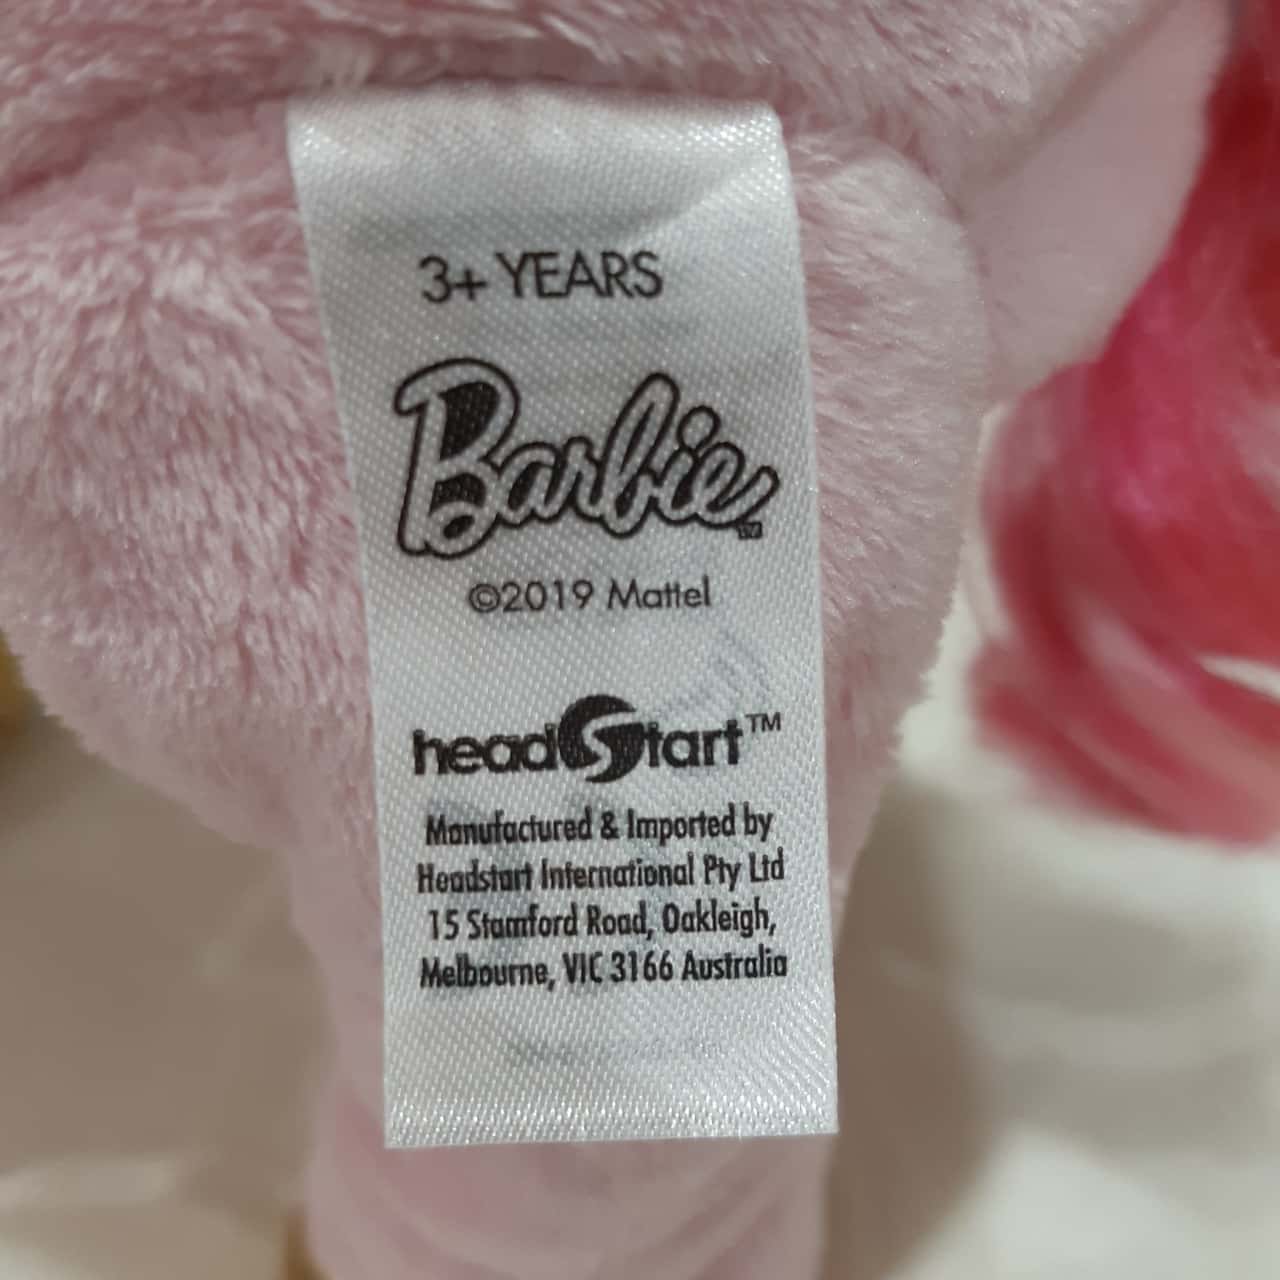 3+ YEARS
Barbie™
©2019 Mattel
headStart™
Manufactured & Imported by
Headstart International Pty Ltd
15 Stamford Road, Oakleigh,
Melbourne, VIC 3166 Australia